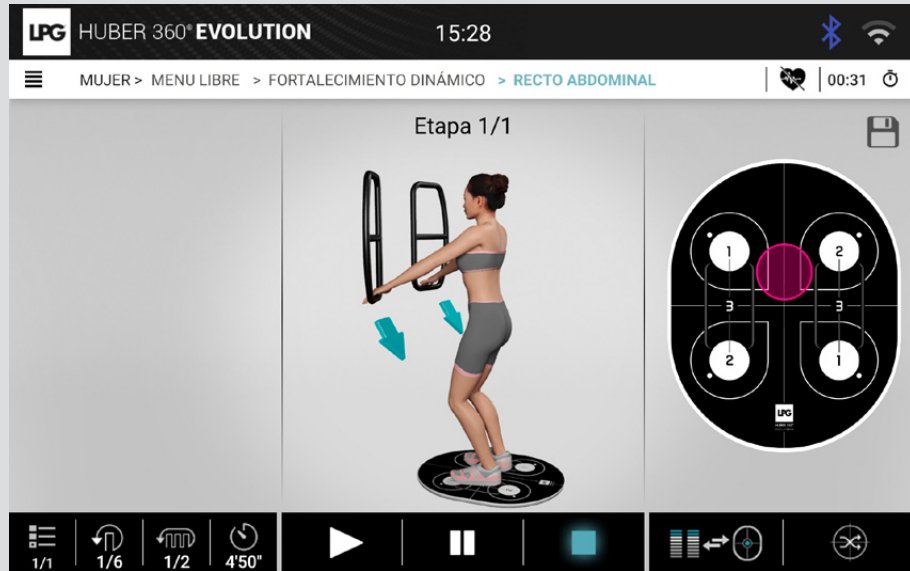 LPG HUBER 360® EVOLUTION 15:28
MUJER > MENU LIBRE > FORTALECIMIENTO DINÁMICO > RECTO ABDOMINAL 00:31
Etapa 1/1
1 2
3 3
2 1
LPG
1/1 1/6 1/2 4'50"